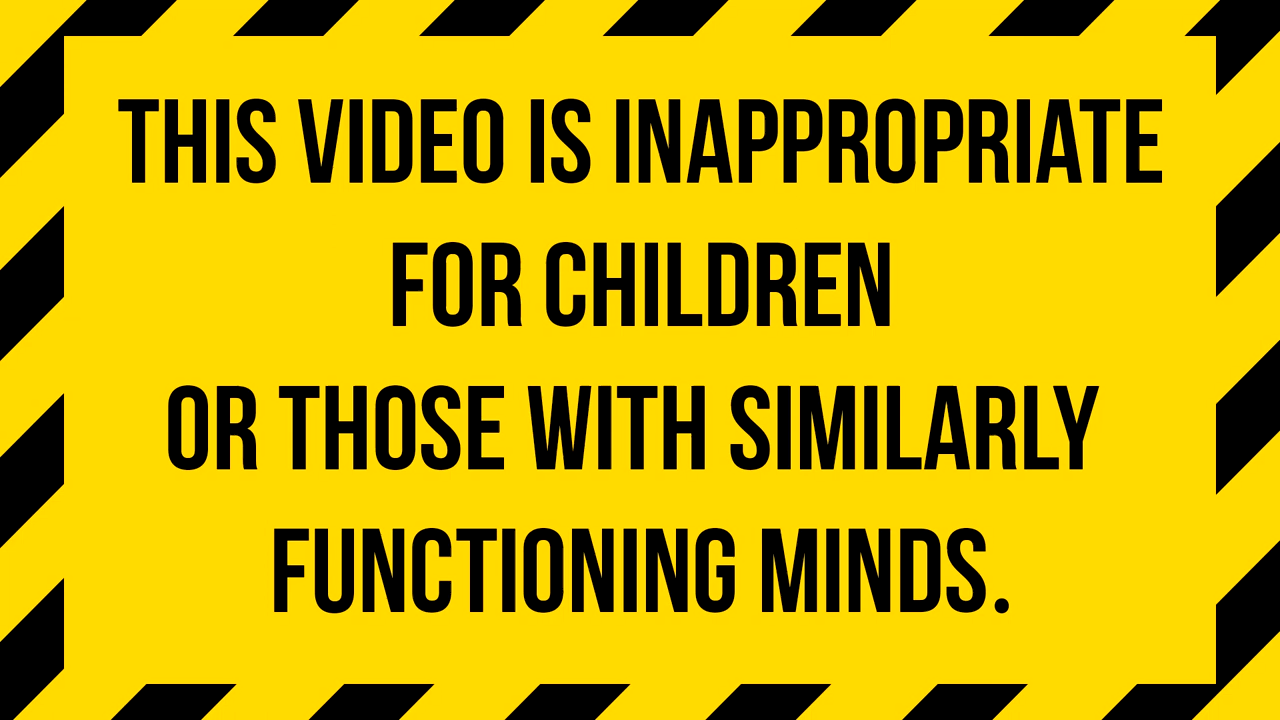 THIS VIDEO IS INAPPROPRIATE
FOR CHILDREN
OR THOSE WITH SIMILARLY
FUNCTIONING MINDS.